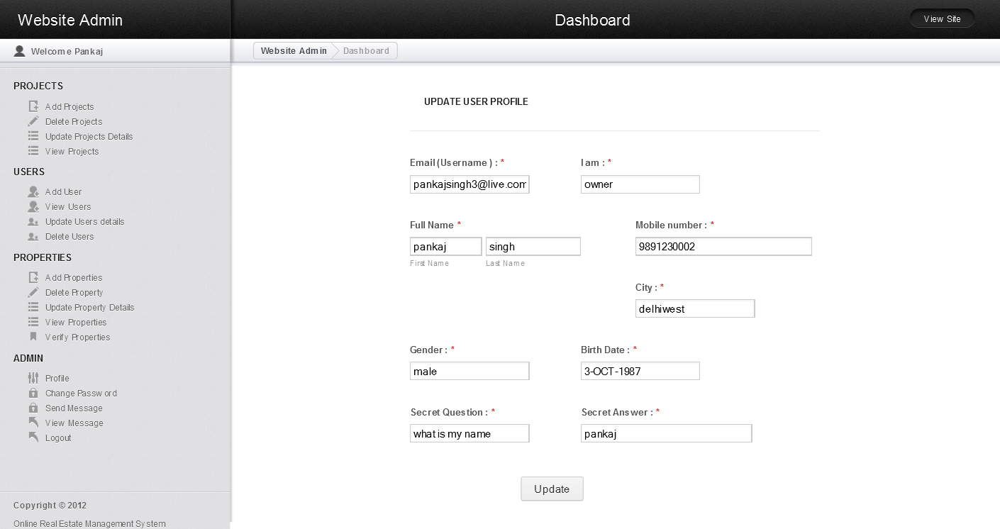 Website Admin
Dashboard
View Site
Welcome Pankaj
Website Admin
Dashboard
PROJECTS
Add Projects
Delete Projects
Update Projects Details
View Projects
USERS
Add User
View Users
Update Users details
Delete Users
PROPERTIES
Add Properties
Delete Property
Update Property Details
View Properties
Verify Properties
ADMIN
Profile
Change Password
Send Message
View Message
Logout
Copyright © 2012
Online Real Estate Management System
UPDATE USER PROFILE
Email(Username) : *
I am : *
pankajsingh3@live.com
owner
Full Name *
Mobile number : *
pankaj
singh
9891230002
First Name
Last Name
City : *
delhiwest
Gender : *
Birth Date : *
male
3-OCT-1987
Secret Question : *
Secret Answer : *
what is my name
pankaj
Update